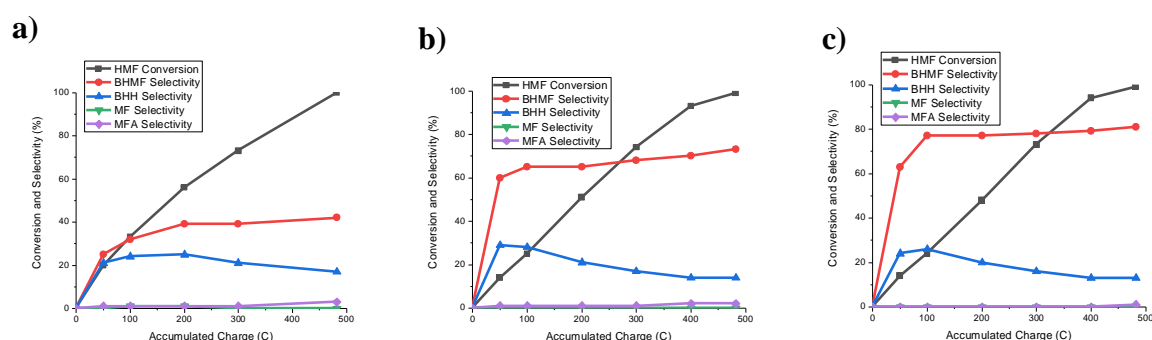 a)
HMF Conversion
BHMF Selectivity
BHH Selectivity
MF Selectivity
MFA Selectivity
Conversion and Selectivity (%)
100
80
60
40
20
0
0 100 200 300 400 500
Accumulated Charge (C)
b)
HMF Conversion
BHMF Selectivity
BHH Selectivity
MF Selectivity
MFA Selectivity
Conversion and Selectivity (%)
100
80
60
40
20
0
0 100 200 300 400 500
Accumulated Charge (C)
c)
HMF Conversion
BHMF Selectivity
BHH Selectivity
MF Selectivity
MFA Selectivity
Conversion and Selectivity (%)
100
80
60
40
20
0
0 100 200 300 400 500
Accumulated Charge (C)